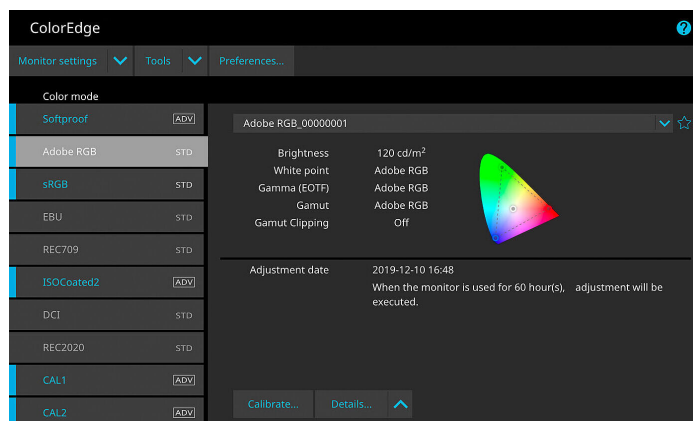 ColorEdge
?
Monitor settings Tools Preferences...
Color mode
Softproof ADV
Adobe RGB STD
sRGB STD
EBU STD
REC709 STD
ISOCoated2 ADV
DCI STD
REC2020 STD
CAL1 ADV
CAL2 ADV
Adobe RGB_00000001
Brightness 120 cd/m²
White point Adobe RGB
Gamma (EOTF) Adobe RGB
Gamut Adobe RGB
Gamut Clipping Off
Adjustment date 2019-12-10 16:48
When the monitor is used for 60 hour(s), adjustment will be
executed.
Calibrate... Details...